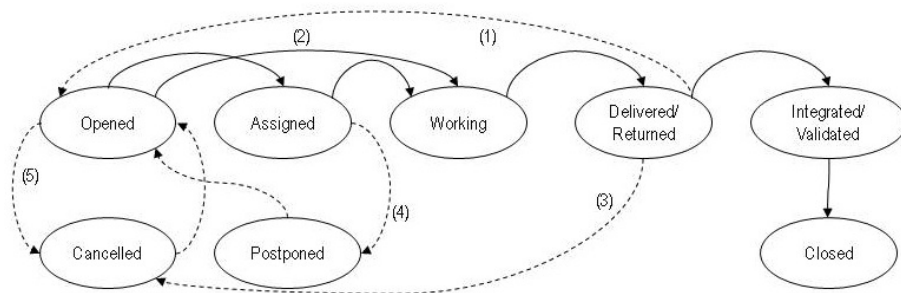 (1)
(2)
Opened
Assigned
Working
Delivered/
Returned
Integrated/
Validated
(5)
(4)
(3)
Cancelled
Postponed
Closed